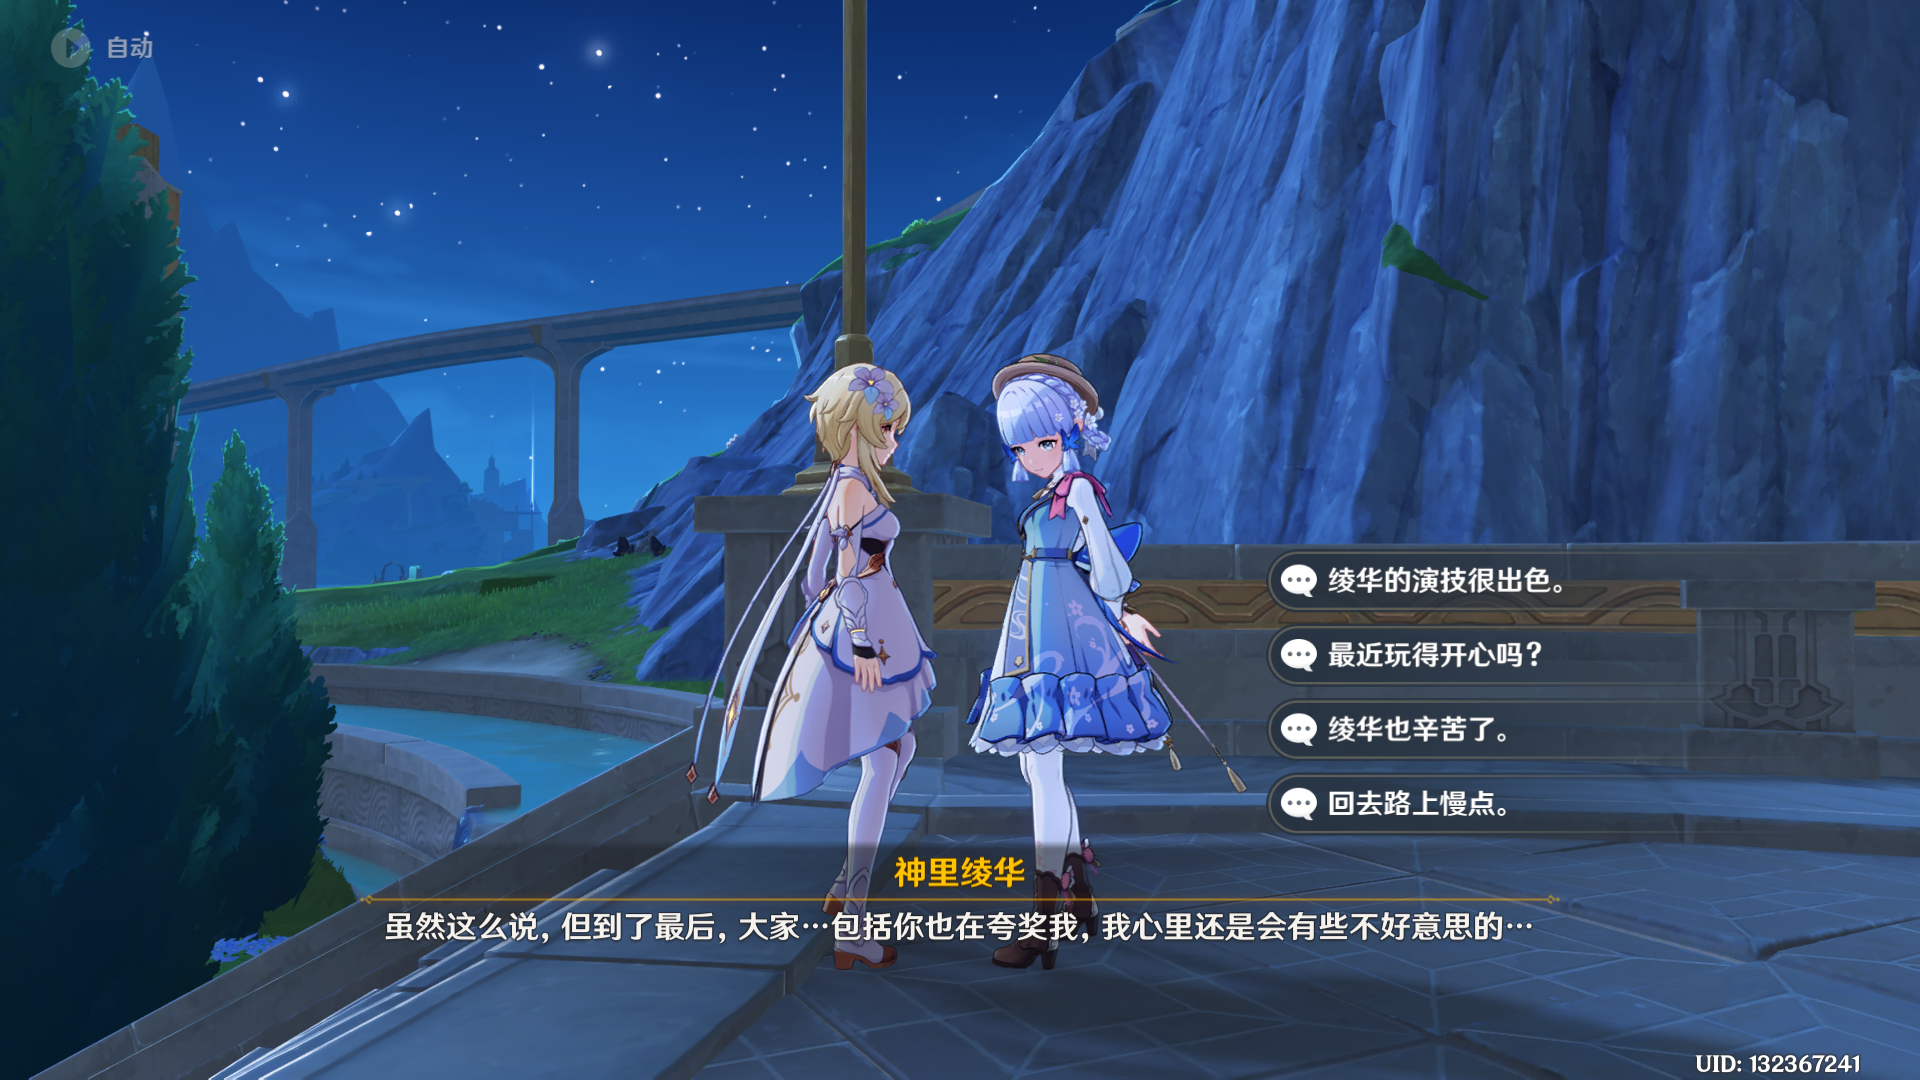 自动
绫华的演技很出色。
最近玩得开心吗？
绫华也辛苦了。
回去路上慢点。
神里绫华
虽然这么说，但到了最后，大家…包括你也在夸奖我，我心里还是会有些不好意思的…
UID: 132367241